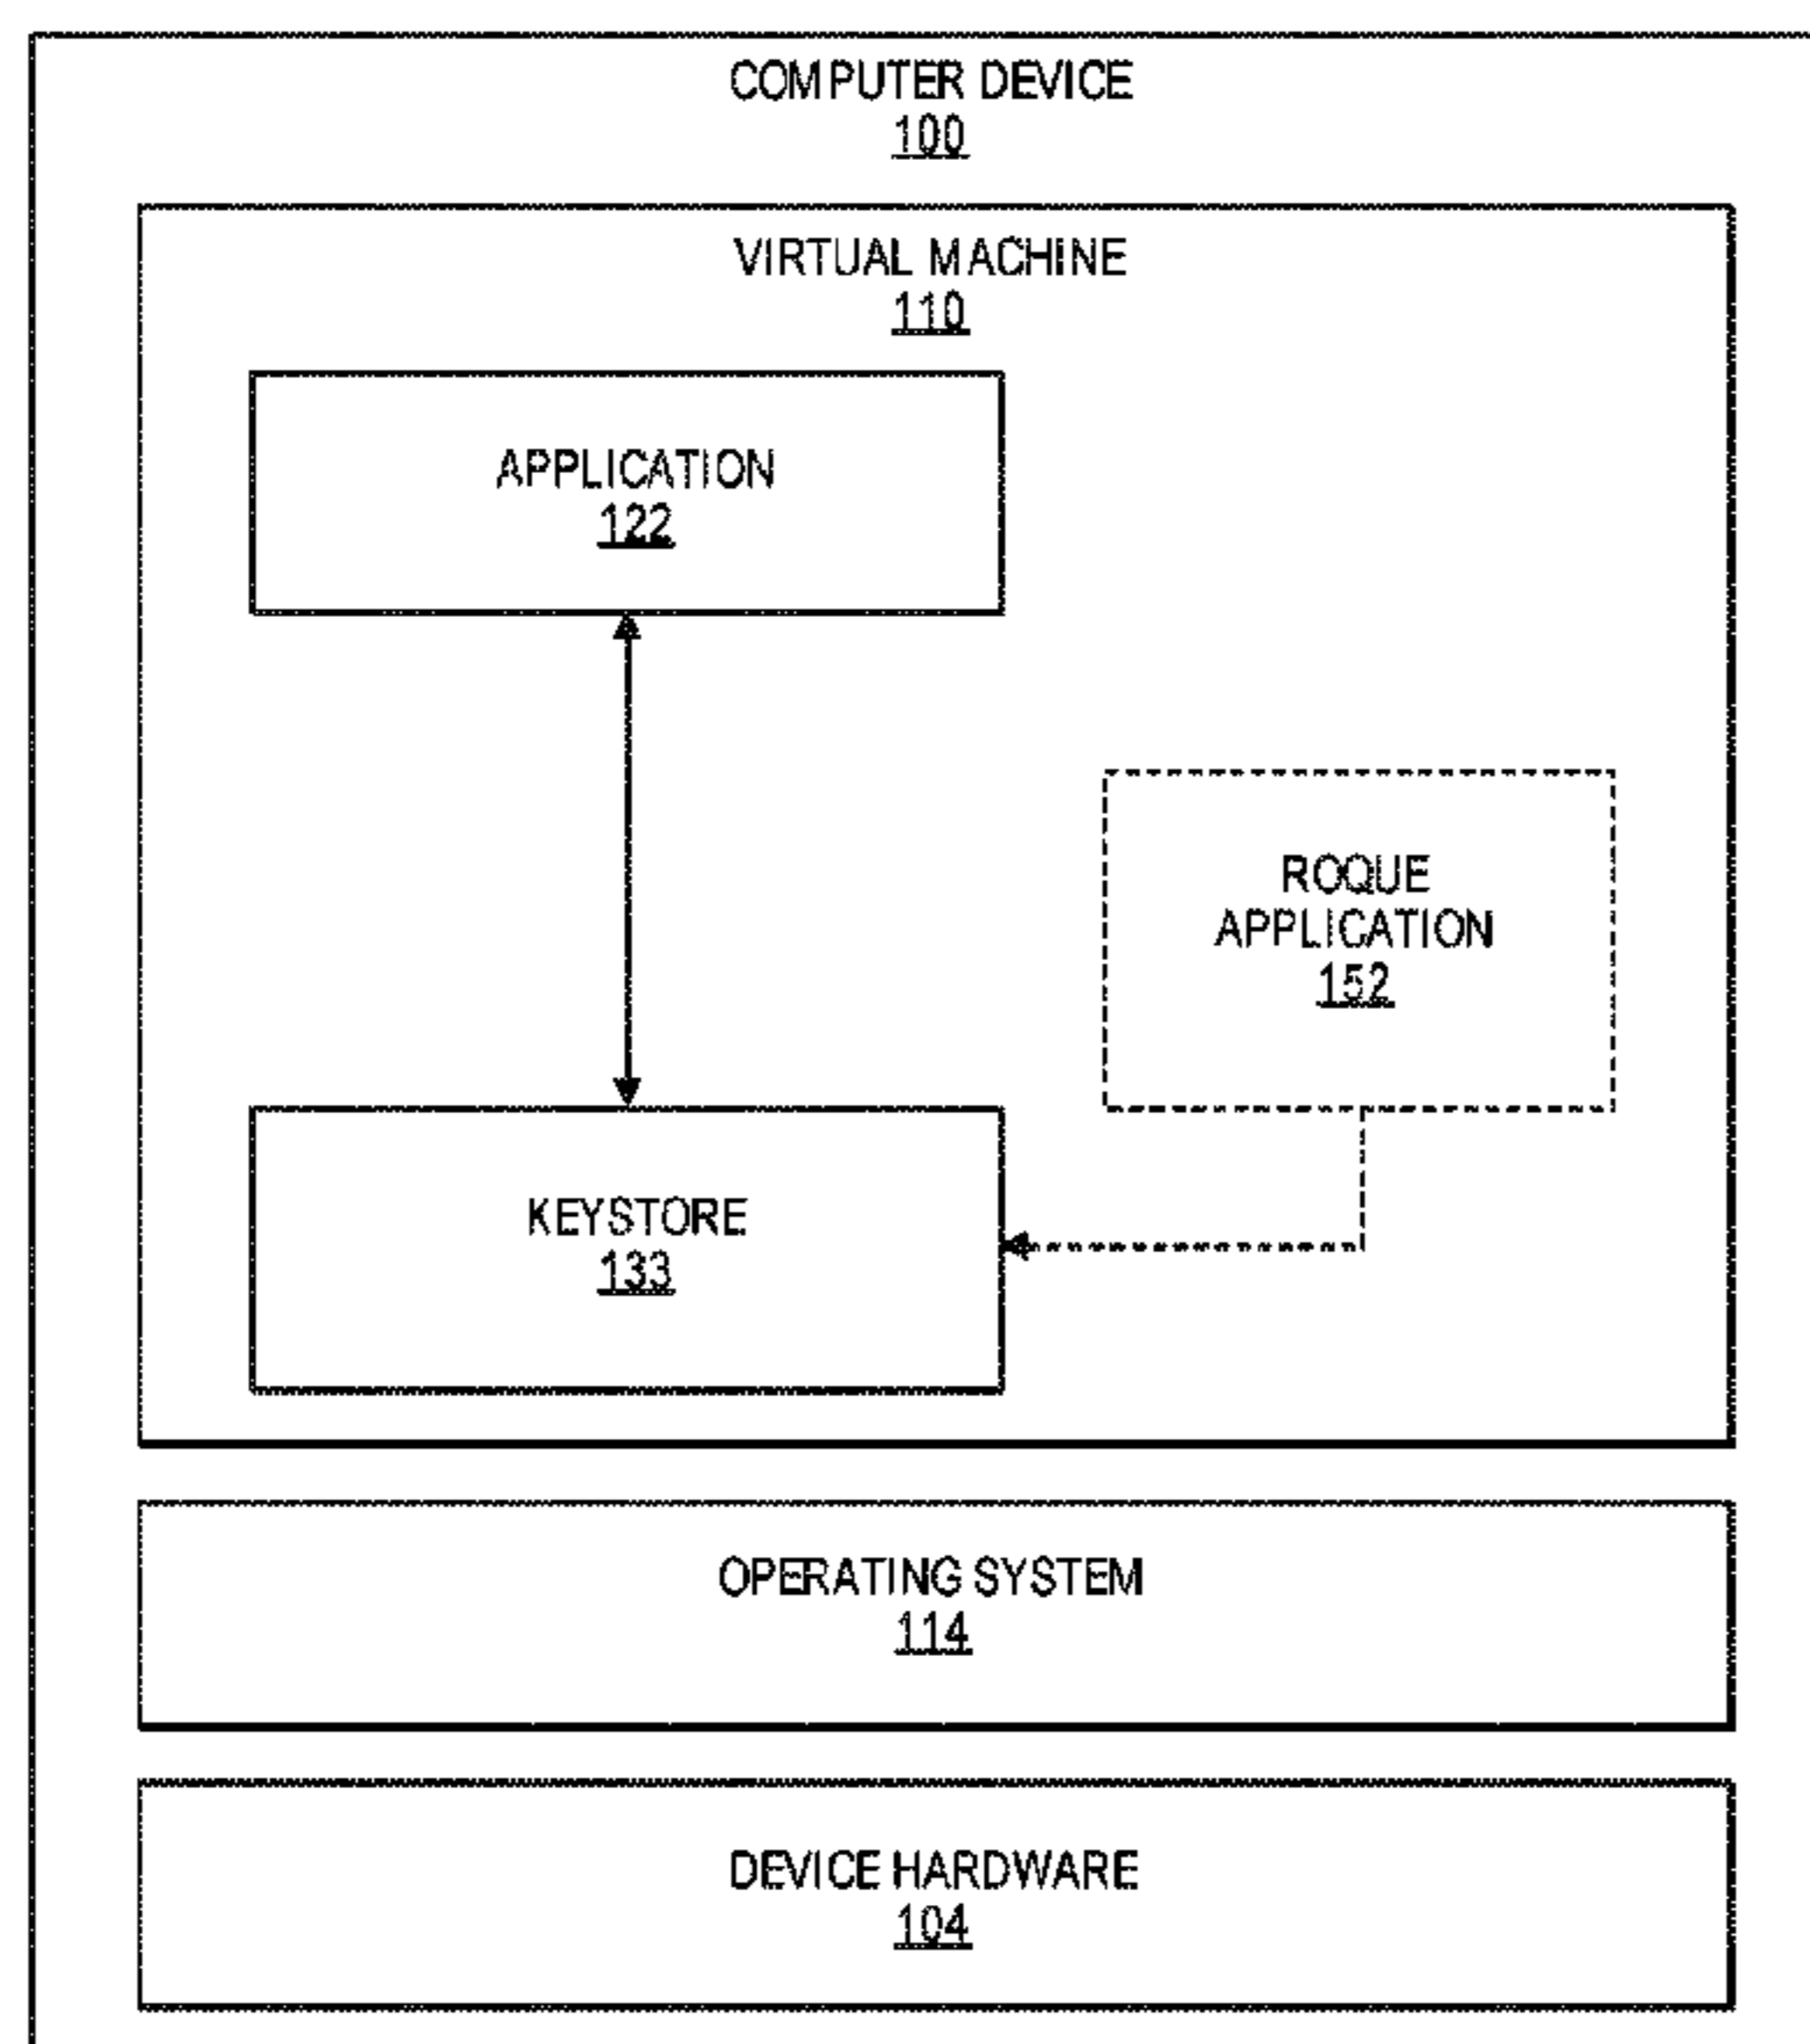 COMPUTER DEVICE
100
VIRTUAL MACHINE
110
APPLICATION
122
ROQUE
APPLICATION
152
KEYSTORE
133
OPERATING SYSTEM
114
DEVICE HARDWARE
104